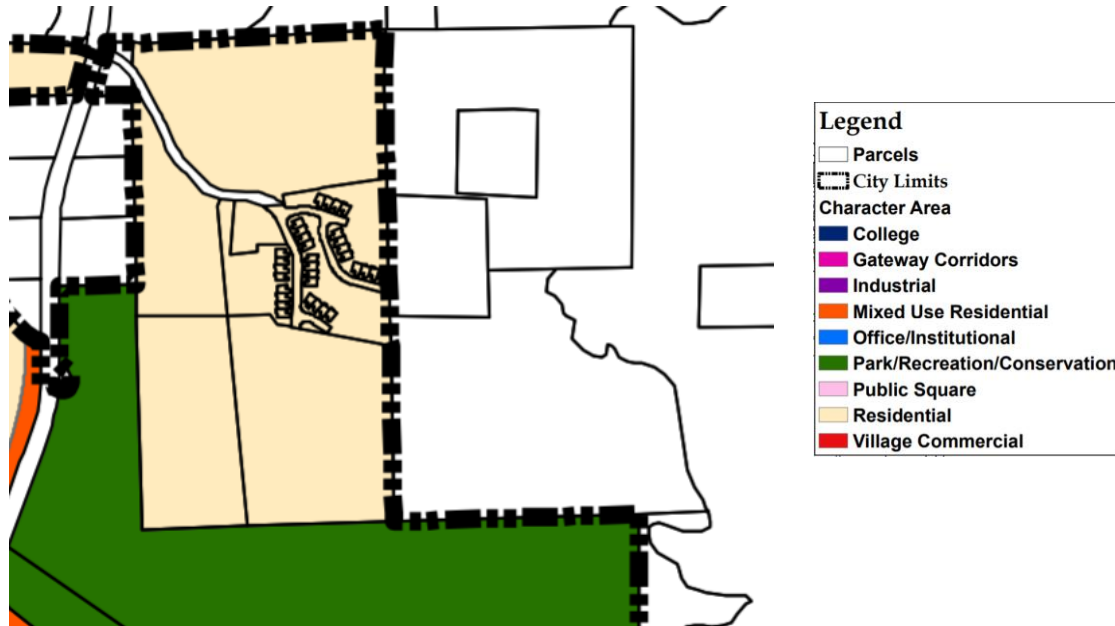 Legend
Parcels
City Limits
Character Area
College
Gateway Corridors
Industrial
Mixed Use Residential
Office/Institutional
Park/Recreation/Conservation
Public Square
Residential
Village Commercial